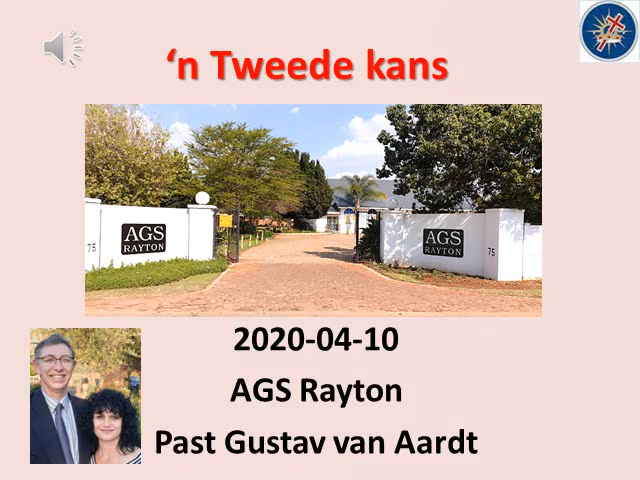 ‘n Tweede kans
AGS
RAYTON
75
AGS
RAYTON
75
2020-04-10
AGS Rayton
Past Gustav van Aardt